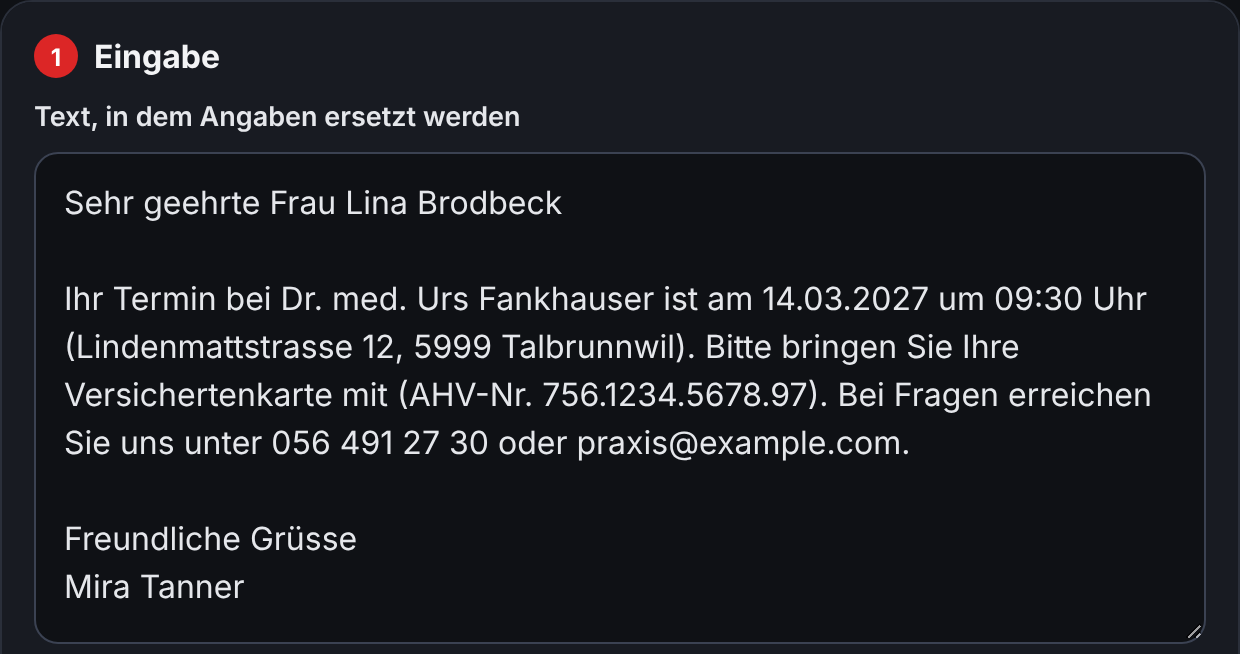 1 Eingabe
Text, in dem Angaben ersetzt werden
Sehr geehrte Frau Lina Brodbeck
Ihr Termin bei Dr. med. Urs Fankhauser ist am 14.03.2027 um 09:30 Uhr
(Lindenmattstrasse 12, 5999 Talbrunnwil). Bitte bringen Sie Ihre
Versichertenkarte mit (AHV-Nr. 756.1234.5678.97). Bei Fragen erreichen
Sie uns unter 056 491 27 30 oder praxis@example.com.
Freundliche Grüsse
Mira Tanner